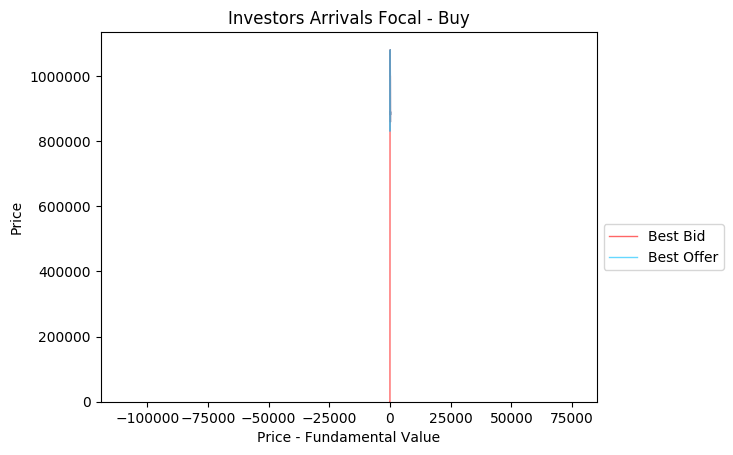 Investors Arrivals Focal - Buy
Price
1000000
800000
600000
400000
200000
0
−100000 −75000 −50000 −25000 0 25000 50000 75000
Price - Fundamental Value
Best Bid
Best Offer